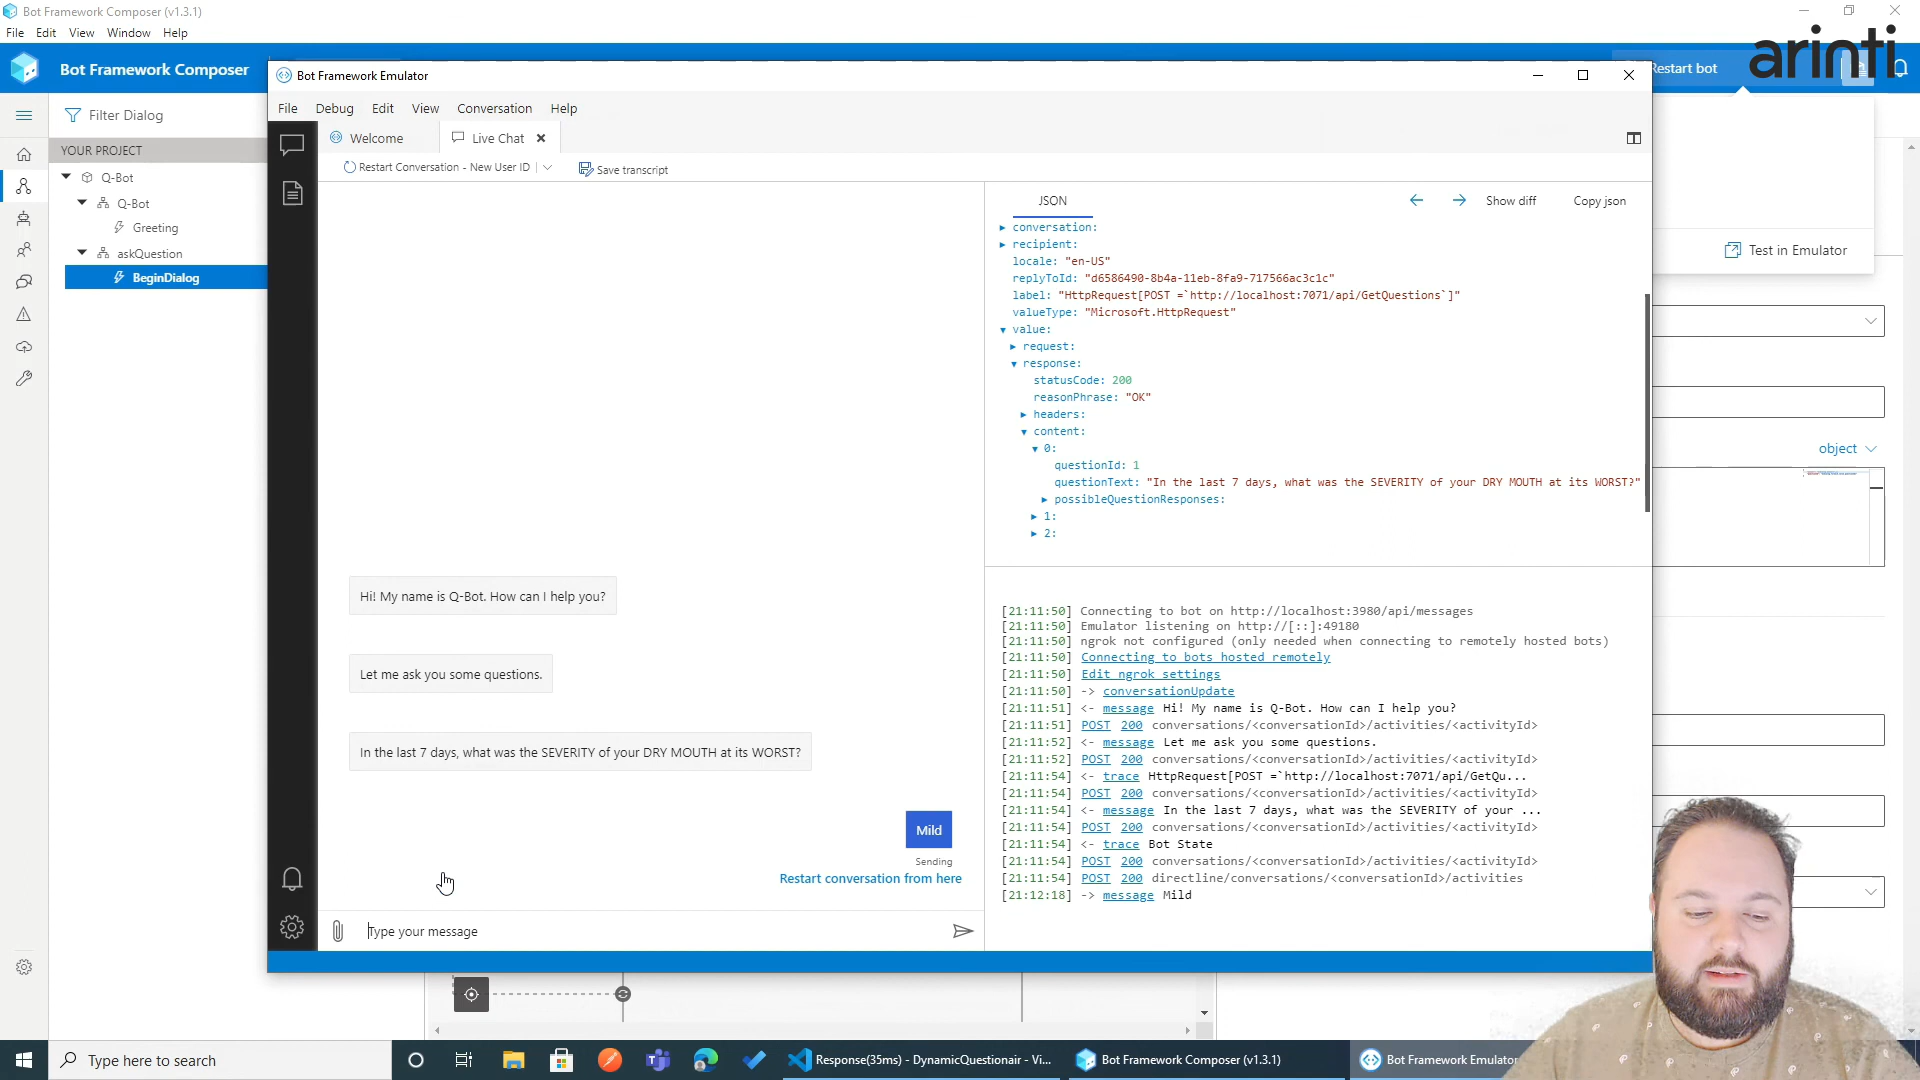 Bot Framework Composer (v1.3.1)
File Edit View Window Help
arinti
Bot Framework Composer
Restart bot
Bot Framework Emulator
File Debug Edit View Conversation Help
Filter Dialog
YOUR PROJECT
Q-Bot
Q-Bot
Greeting
askQuestion
BeginDialog
Welcome
Live Chat
Restart Conversation - New User ID
Save transcript
Hi! My name is Q-Bot. How can I help you?
Let me ask you some questions.
In the last 7 days, what was the SEVERITY of your DRY MOUTH at its WORST?
Mild
Sending
Restart conversation from here
Type your message
JSON
Show diff
Copy json
conversation:
recipient:
locale: "en-US"
replyToId: "d6586490-8b4a-11eb-8fa9-717566ac3c1c"
label: "HttpRequest[POST =`http://localhost:7071/api/GetQuestions`]"
valueType: "Microsoft.HttpRequest"
value:
request:
response:
statusCode: 200
reasonPhrase: "OK"
headers:
content:
0:
questionId: 1
questionText: "In the last 7 days, what was the SEVERITY of your DRY MOUTH at its WORST?"
possibleQuestionResponses:
1:
2:
[21:11:50] Connecting to bot on http://localhost:3980/api/messages
[21:11:50] Emulator listening on http://[::]:49180
[21:11:50] ngrok not configured (only needed when connecting to remotely hosted bots)
[21:11:50] Connecting to bots hosted remotely
[21:11:50] Edit ngrok settings
[21:11:50] -> conversationUpdate
[21:11:51] <- message Hi! My name is Q-Bot. How can I help you?
[21:11:51] POST 200 conversations/<conversationId>/activities/<activityId>
[21:11:52] <- message Let me ask you some questions.
[21:11:52] POST 200 conversations/<conversationId>/activities/<activityId>
[21:11:54] <- trace HttpRequest[POST =`http://localhost:7071/api/GetQu...
[21:11:54] POST 200 conversations/<conversationId>/activities/<activityId>
[21:11:54] <- message In the last 7 days, what was the SEVERITY of your ...
[21:11:54] POST 200 conversations/<conversationId>/activities/<activityId>
[21:11:54] <- trace Bot State
[21:11:54] POST 200 conversations/<conversationId>/activities/<activityId>
[21:11:54] POST 200 directline/conversations/<conversationId>/activities
[21:12:18] -> message Mild
Test in Emulator
object
Type here to search
Response(35ms) - DynamicQuestionair - Vi...
Bot Framework Composer (v1.3.1)
Bot Framework Emulator